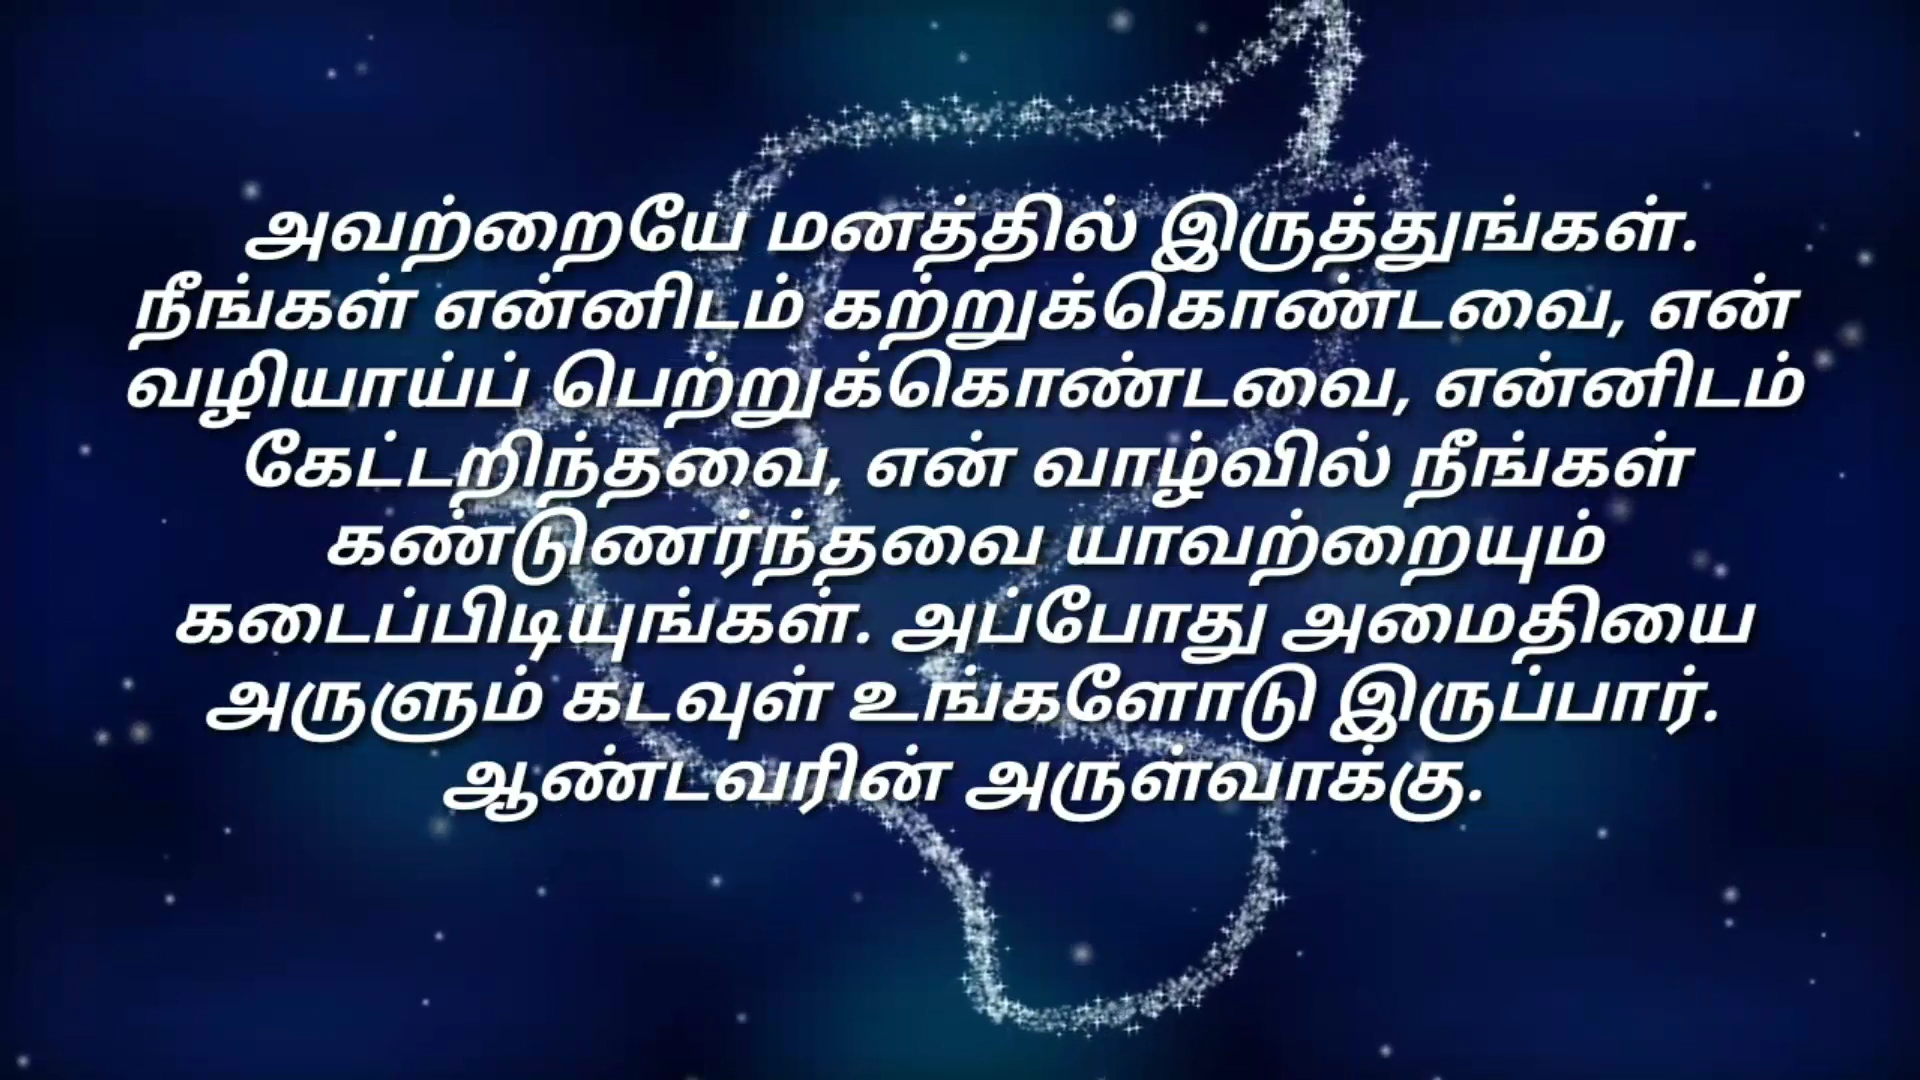 அவற்றையே மனத்தில் இருத்துங்கள்.
நீங்கள் என்னிடம் கற்றுக்கொண்டவை, என்
வழியாய்ப் பெற்றுக்கொண்டவை, என்னிடம்
கேட்டறிந்தவை, என் வாழ்வில் நீங்கள்
கண்டுணர்ந்தவை யாவற்றையும்
கடைப்பிடியுங்கள். அப்போது அமைதியை
அருளும் கடவுள் உங்களோடு இருப்பார்.
ஆண்டவரின் அருள்வாக்கு.